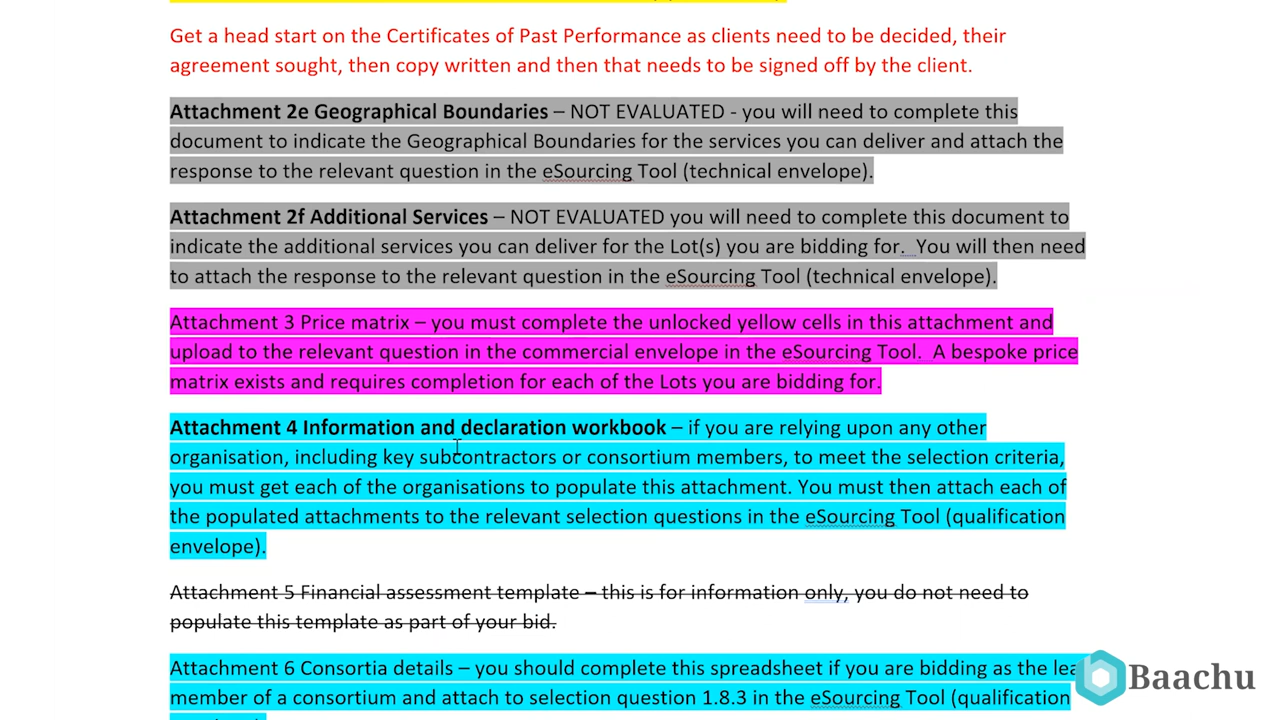 Get a head start on the Certificates of Past Performance as clients need to be decided, their
agreement sought, then copy written and then that needs to be signed off by the client.
Attachment 2e Geographical Boundaries – NOT EVALUATED - you will need to complete this
document to indicate the Geographical Boundaries for the services you can deliver and attach the
response to the relevant question in the eSourcing Tool (technical envelope).
Attachment 2f Additional Services – NOT EVALUATED you will need to complete this document to
indicate the additional services you can deliver for the Lot(s) you are bidding for.  You will then need
to attach the response to the relevant question in the eSourcing Tool (technical envelope).
Attachment 3 Price matrix – you must complete the unlocked yellow cells in this attachment and
upload to the relevant question in the commercial envelope in the eSourcing Tool.  A bespoke price
matrix exists and requires completion for each of the Lots you are bidding for.
Attachment 4 Information and declaration workbook – if you are relying upon any other
organisation, including key subcontractors or consortium members, to meet the selection criteria,
you must get each of the organisations to populate this attachment. You must then attach each of
the populated attachments to the relevant selection questions in the eSourcing Tool (qualification
envelope).
Attachment 5 Financial assessment template – this is for information only, you do not need to
populate this template as part of your bid.
Attachment 6 Consortia details – you should complete this spreadsheet if you are bidding as the
member of a consortium and attach to selection question 1.8.3 in the eSourcing Tool (qualification
Baachu